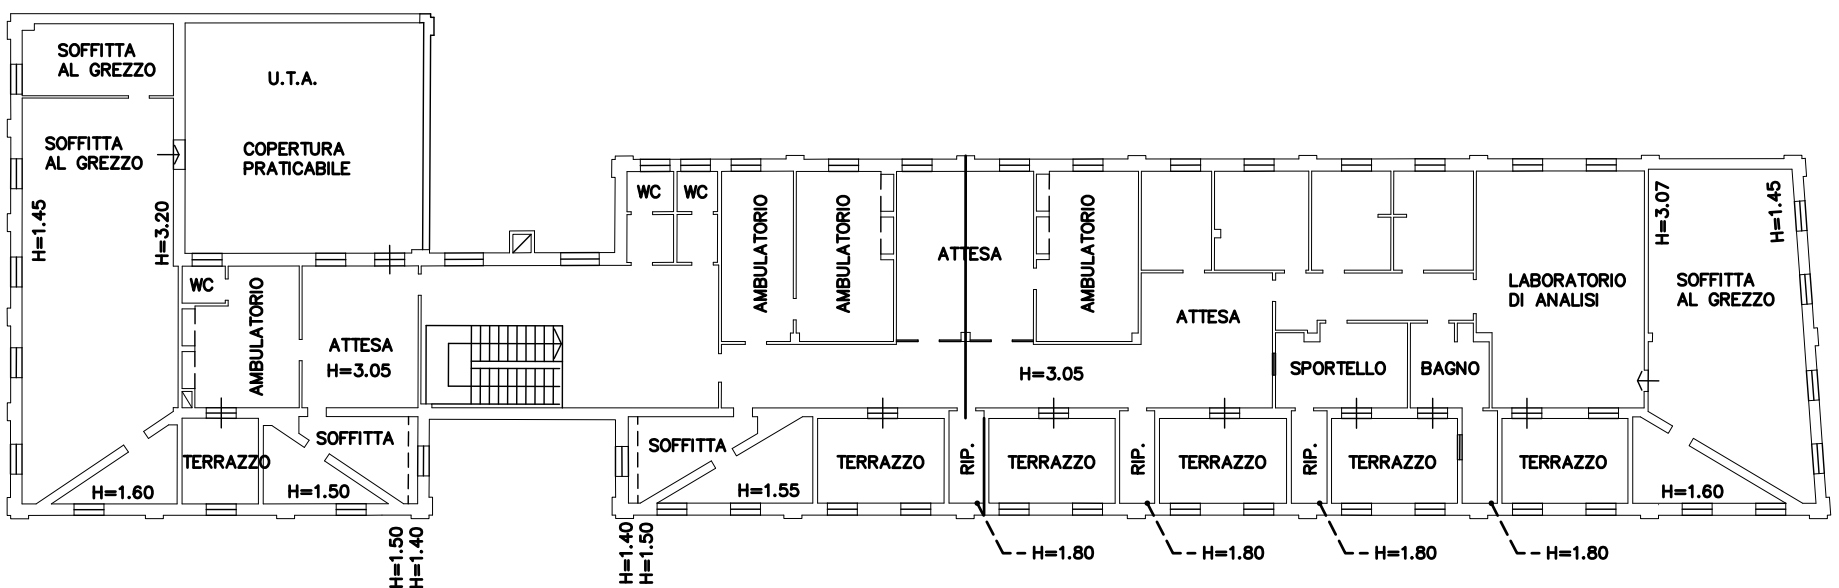 SOFFITTA
AL GREZZO
U.T.A.
SOFFITTA
AL GREZZO
COPERTURA
PRATICABILE
H=1.45
H=3.20
WC
WC
AMBULATORIO
AMBULATORIO
ATTESA
AMBULATORIO
H=3.07
H=1.45
WC
AMBULATORIO
ATTESA
H=3.05
LABORATORIO
DI ANALISI
SOFFITTA
AL GREZZO
ATTESA
H=3.05
SPORTELLO
BAGNO
TERRAZZO
SOFFITTA
SOFFITTA
TERRAZZO
RIP.
TERRAZZO
RIP.
TERRAZZO
RIP.
TERRAZZO
TERRAZZO
H=1.60
H=1.50
H=1.55
H=1.60
H=1.50
H=1.40
H=1.40
H=1.50
H=1.80
H=1.80
H=1.80
H=1.80